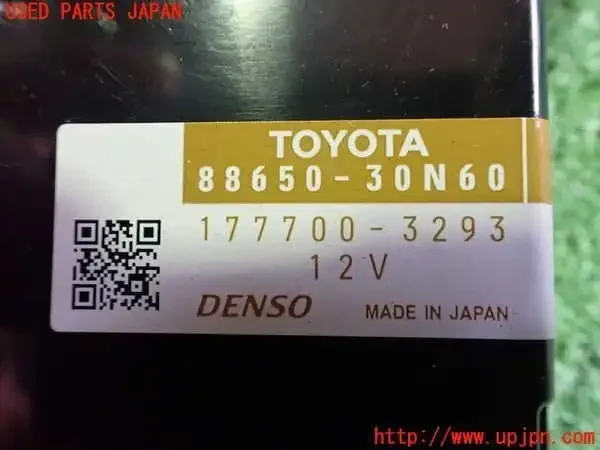 USED PARTS JAPAN
TOYOTA
88650-30N60
177700-3293
12V
DENSO MADE IN JAPAN
http://www.upjpn.com/